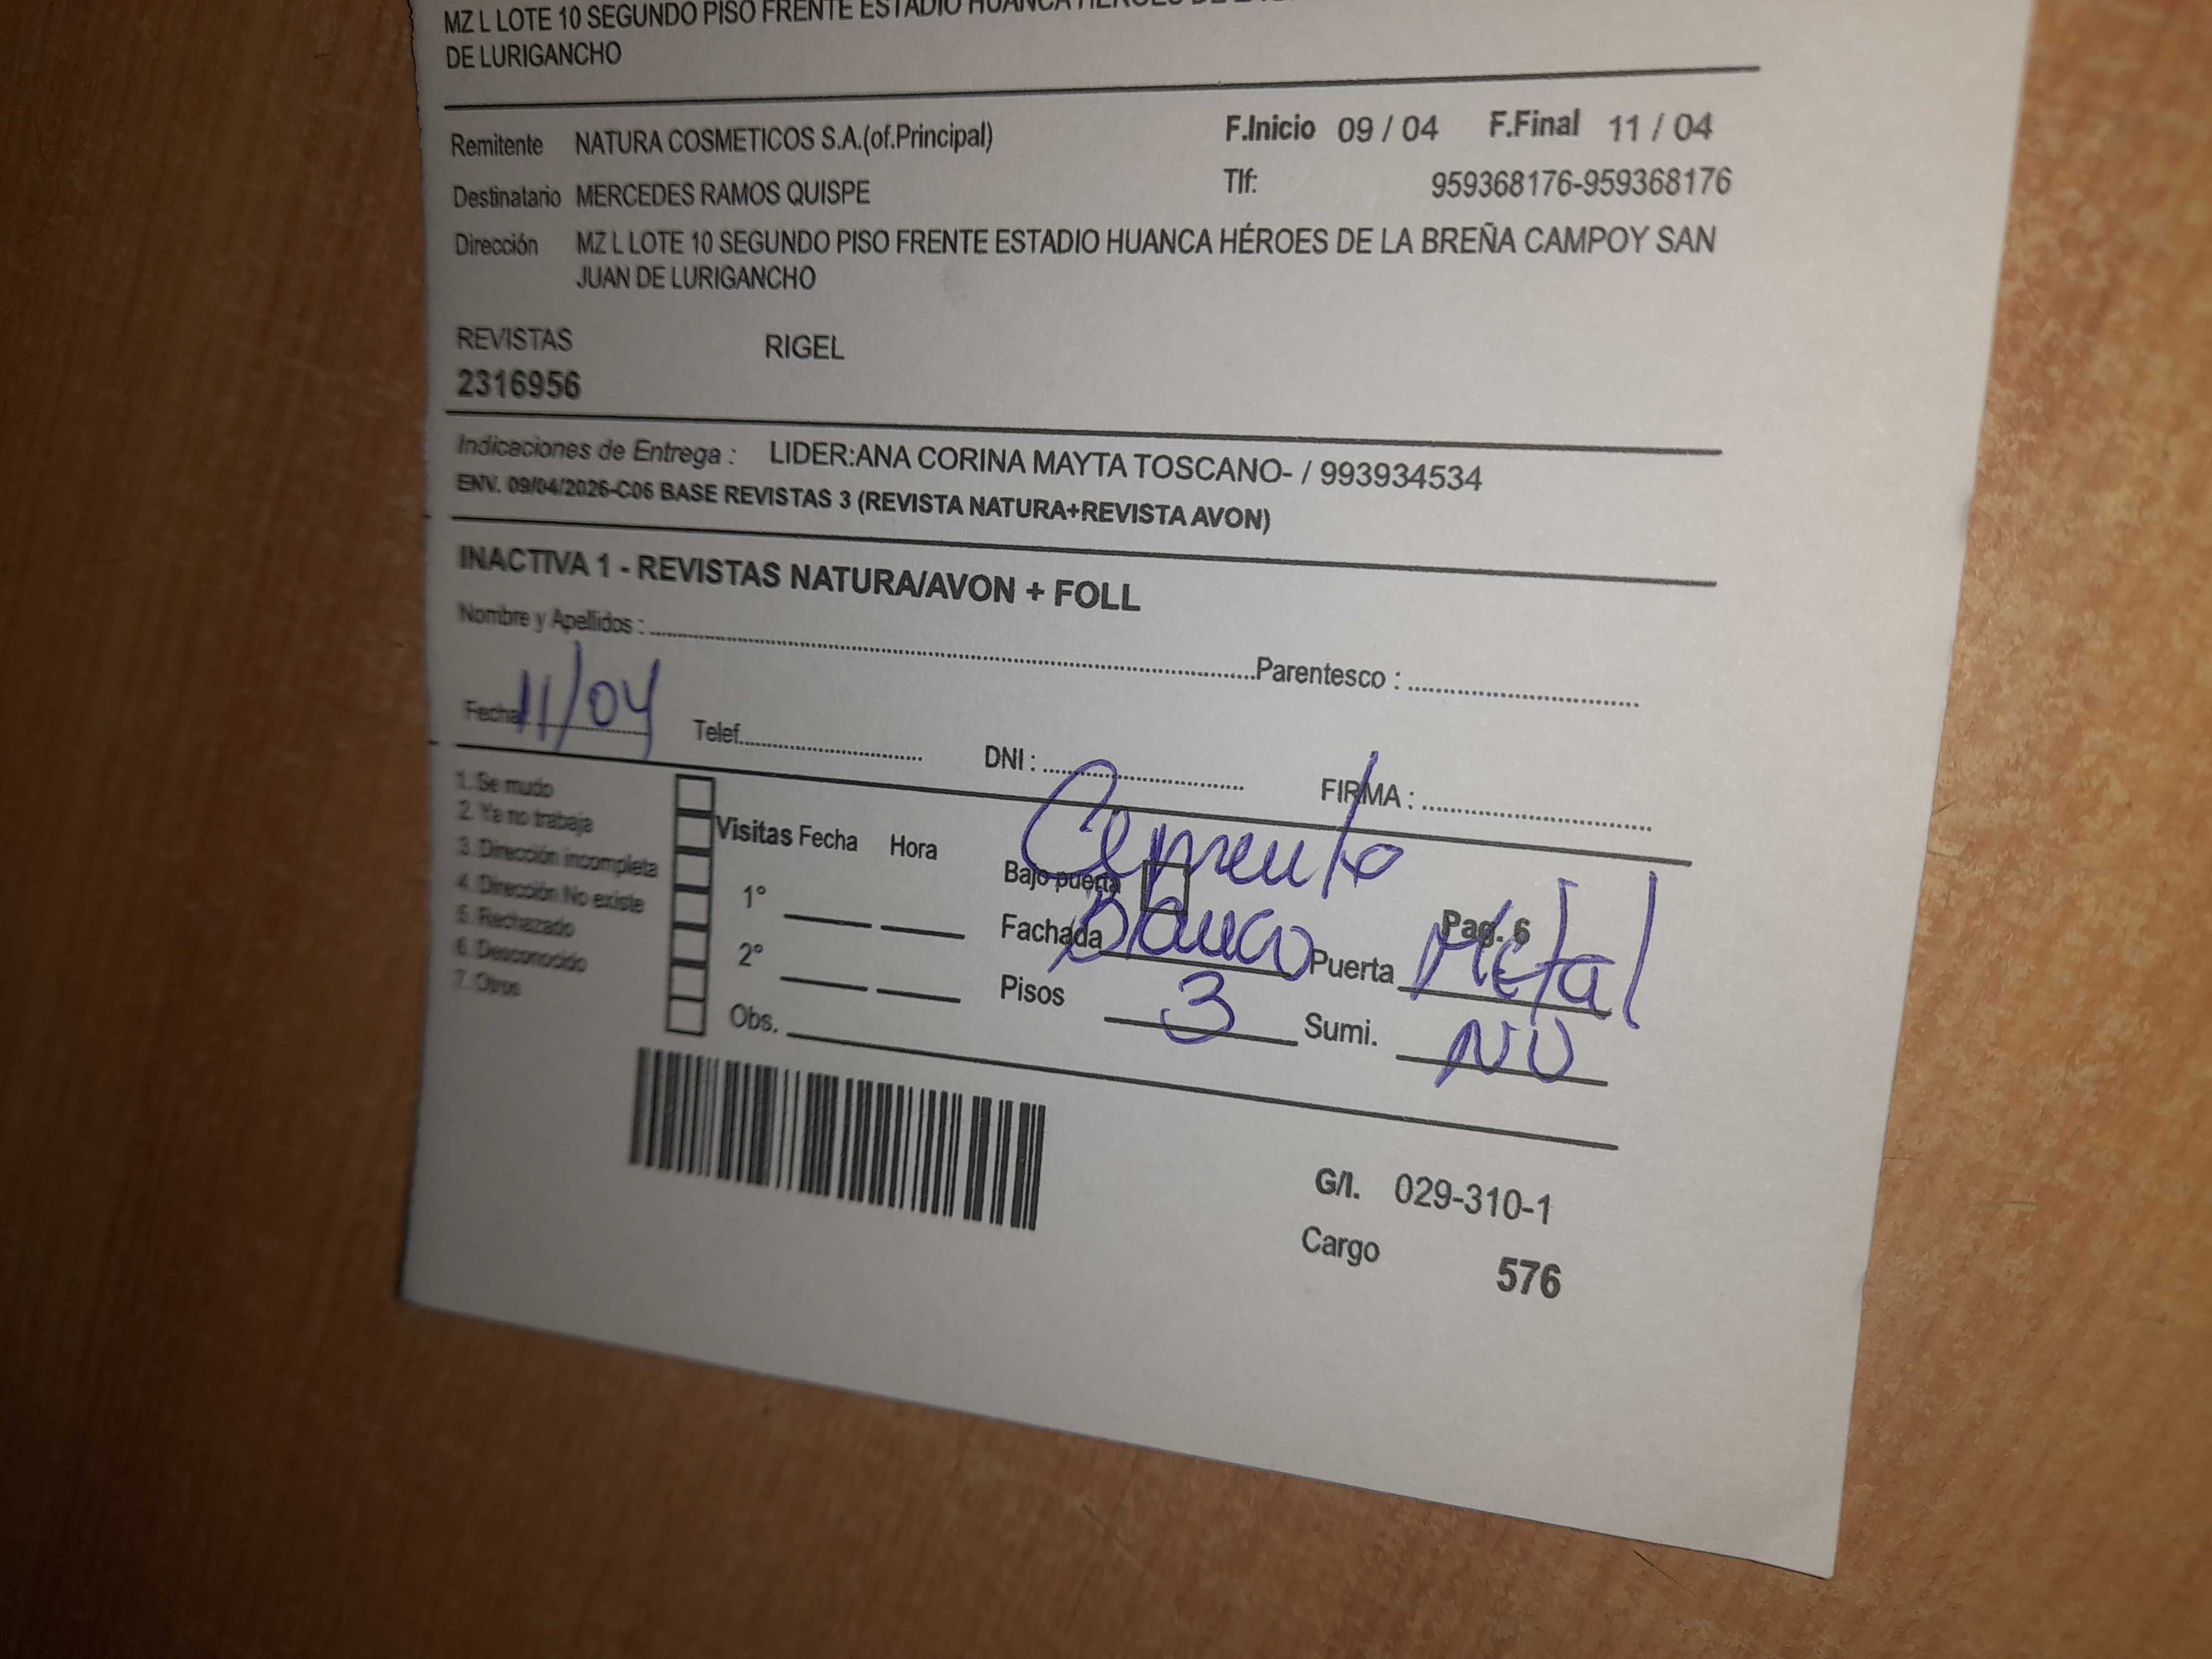 MZ L LOTE 10 SEGUNDO PISO FRENTE ESTADIO HUANCA HÉROES DE
DE LURIGANCHO
Remitente NATURA COSMETICOS S.A.(of.Principal) F.Inicio 09 / 04 F.Final 11 / 04
Destinatario MERCEDES RAMOS QUISPE Tlf: 959368176-959368176
Dirección MZ L LOTE 10 SEGUNDO PISO FRENTE ESTADIO HUANCA HÉROES DE LA BREÑA CAMPOY SAN
JUAN DE LURIGANCHO
REVISTAS RIGEL
2316956
Indicaciones de Entrega : LIDER:ANA CORINA MAYTA TOSCANO- / 993934534
ENV. 09/04/2026-C06 BASE REVISTAS 3 (REVISTA NATURA+REVISTA AVON)
INACTIVA 1 - REVISTAS NATURA/AVON + FOLL
Nombre y Apellidos : Parentesco :
Fecha 11/04 Telef. DNI : FIRMA :
1. Se mudo
2. Ya no trabaja
3. Dirección incompleta
4. Dirección No existe
5. Rechazado
6. Desconocido
7. Otros
Visitas Fecha Hora
1°
2°
Obs.
Cemento
Bajo puerta Pag. 6
Fachada Blanco Puerta Metal
Pisos 3 Sumi. NO
G/I. 029-310-1
Cargo 576